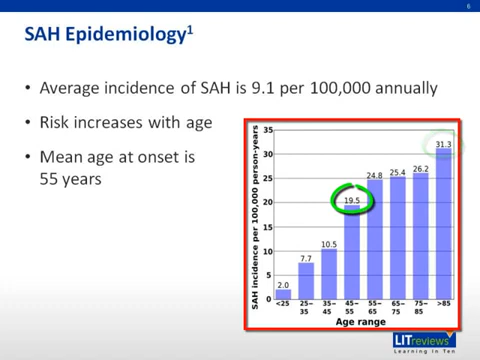 6
SAH Epidemiology1
• Average incidence of SAH is 9.1 per 100,000 annually
• Risk increases with age
• Mean age at onset is
55 years
SAH incidence per 100,000 person-years
35
30
25
20
15
10
5
0
2.0
7.7
10.5
19.5
24.8
25.4
26.2
31.3
<25
25–35
35–45
45–55
55–65
65–75
75–85
>85
Age range
LITreviews
Learning in Ten